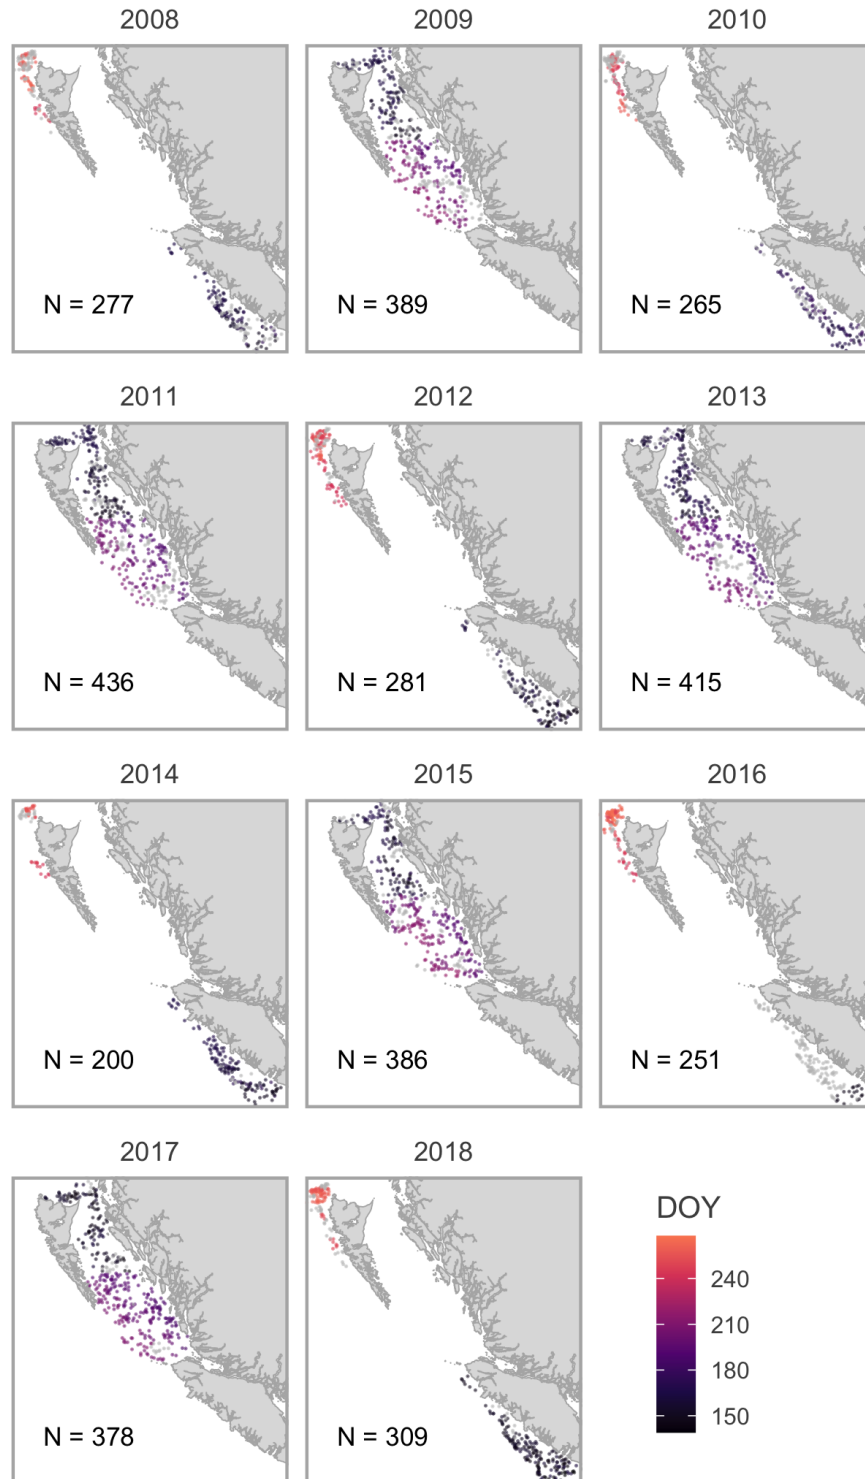 2008 2009 2010
N = 277 N = 389 N = 265
2011 2012 2013
N = 436 N = 281 N = 415
2014 2015 2016
N = 200 N = 386 N = 251
2017 2018
DOY
240
210
180
150
N = 378 N = 309